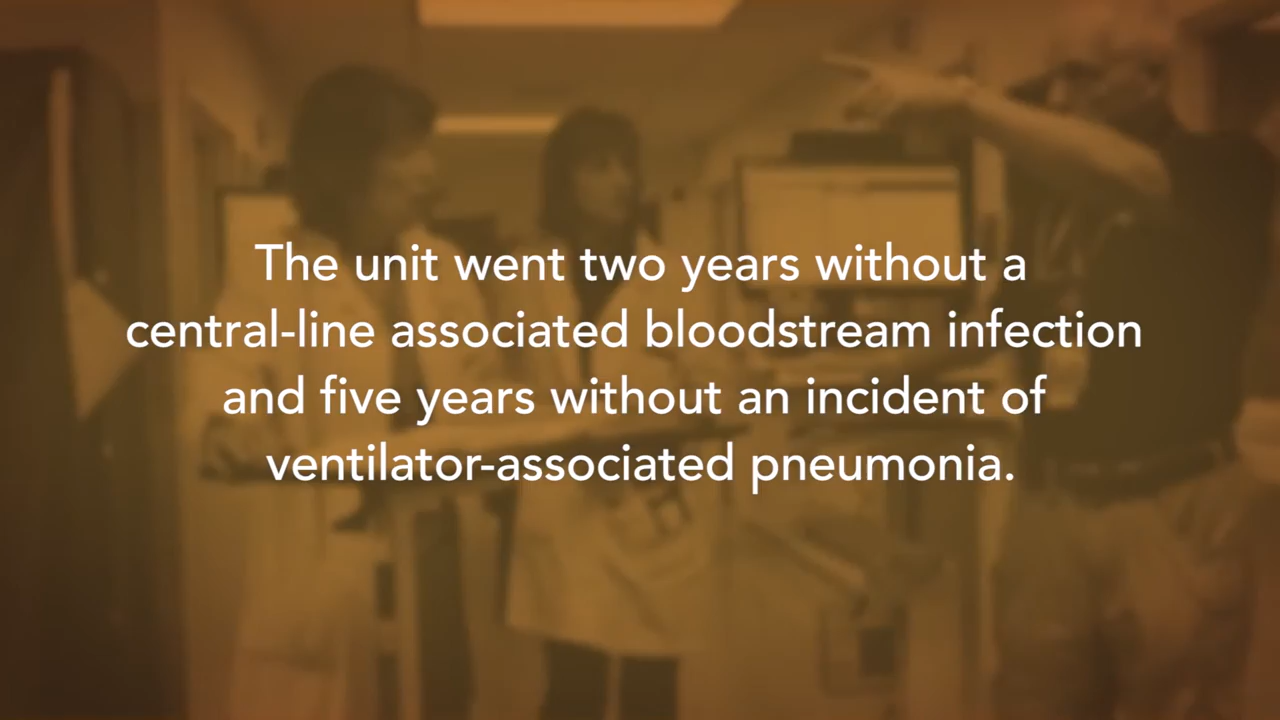 The unit went two years without a
central-line associated bloodstream infection
and five years without an incident of
ventilator-associated pneumonia.